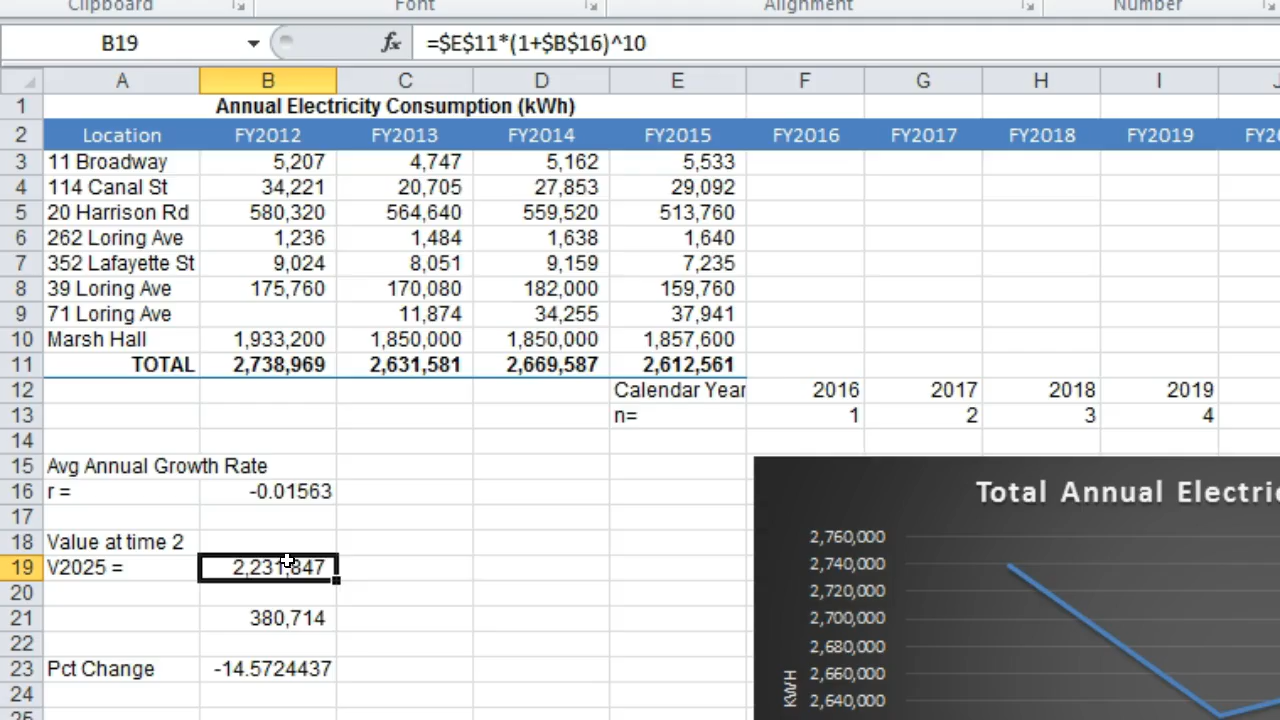 Clipboard Font Alignment Number
B19 fx =$E$11*(1+$B$16)^10
A B C D E F G H I
1 Annual Electricity Consumption (kWh)
2 Location FY2012 FY2013 FY2014 FY2015 FY2016 FY2017 FY2018 FY2019
3 11 Broadway 5,207 4,747 5,162 5,533
4 114 Canal St 34,221 20,705 27,853 29,092
5 20 Harrison Rd 580,320 564,640 559,520 513,760
6 262 Loring Ave 1,236 1,484 1,638 1,640
7 352 Lafayette St 9,024 8,051 9,159 7,235
8 39 Loring Ave 175,760 170,080 182,000 159,760
9 71 Loring Ave 11,874 34,255 37,941
10 Marsh Hall 1,933,200 1,850,000 1,850,000 1,857,600
11 TOTAL 2,738,969 2,631,581 2,669,587 2,612,561
12 Calendar Year 2016 2017 2018 2019
13 n= 1 2 3 4
14
15 Avg Annual Growth Rate
16 r = -0.01563
17
18 Value at time 2
19 V2025 = 2,231,847
20
21 380,714
22
23 Pct Change -14.5724437
24
Total Annual Electri
2,760,000
2,740,000
2,720,000
2,700,000
2,680,000
2,660,000
2,640,000
KWH